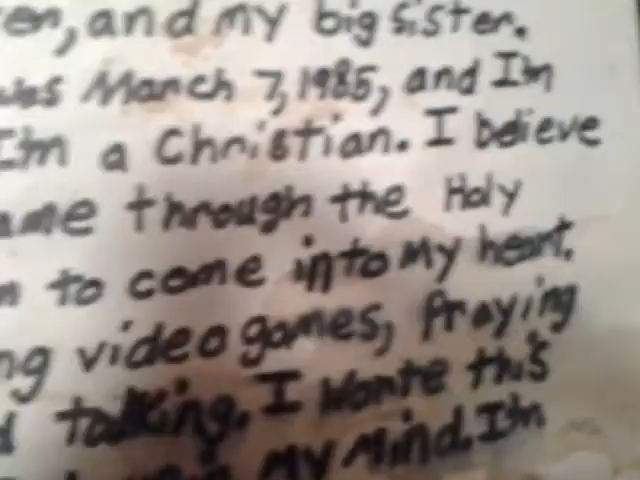 en, and my big sister.
was March 7, 1985, and I'm
I'm a Christian. I believe
ame through the Holy
to come into my heart.
ng video games, Praying
talking. I Wonte this
my Mind. I'm